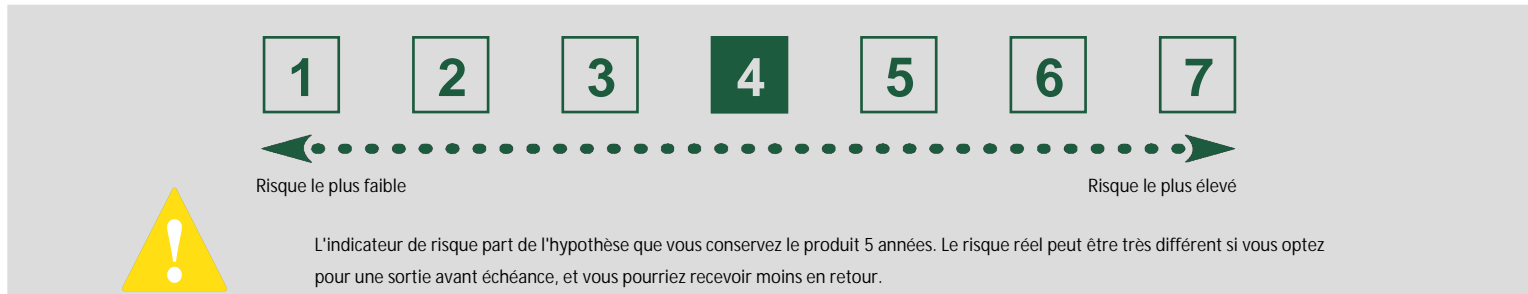 1 2 3 4 5 6 7
Risque le plus faible Risque le plus élevé
!
L'indicateur de risque part de l'hypothèse que vous conservez le produit 5 années. Le risque réel peut être très différent si vous optez
pour une sortie avant échéance, et vous pourriez recevoir moins en retour.